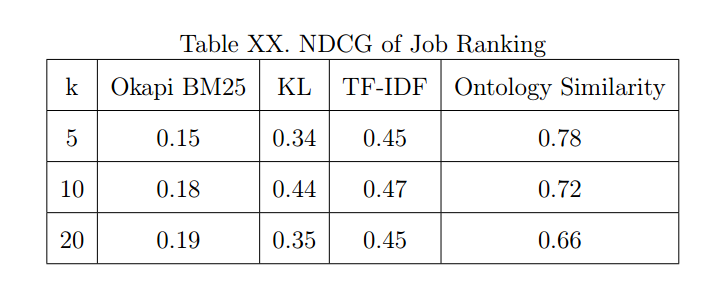 Table XX. NDCG of Job Ranking
k Okapi BM25 KL TF-IDF Ontology Similarity
5 0.15 0.34 0.45 0.78
10 0.18 0.44 0.47 0.72
20 0.19 0.35 0.45 0.66